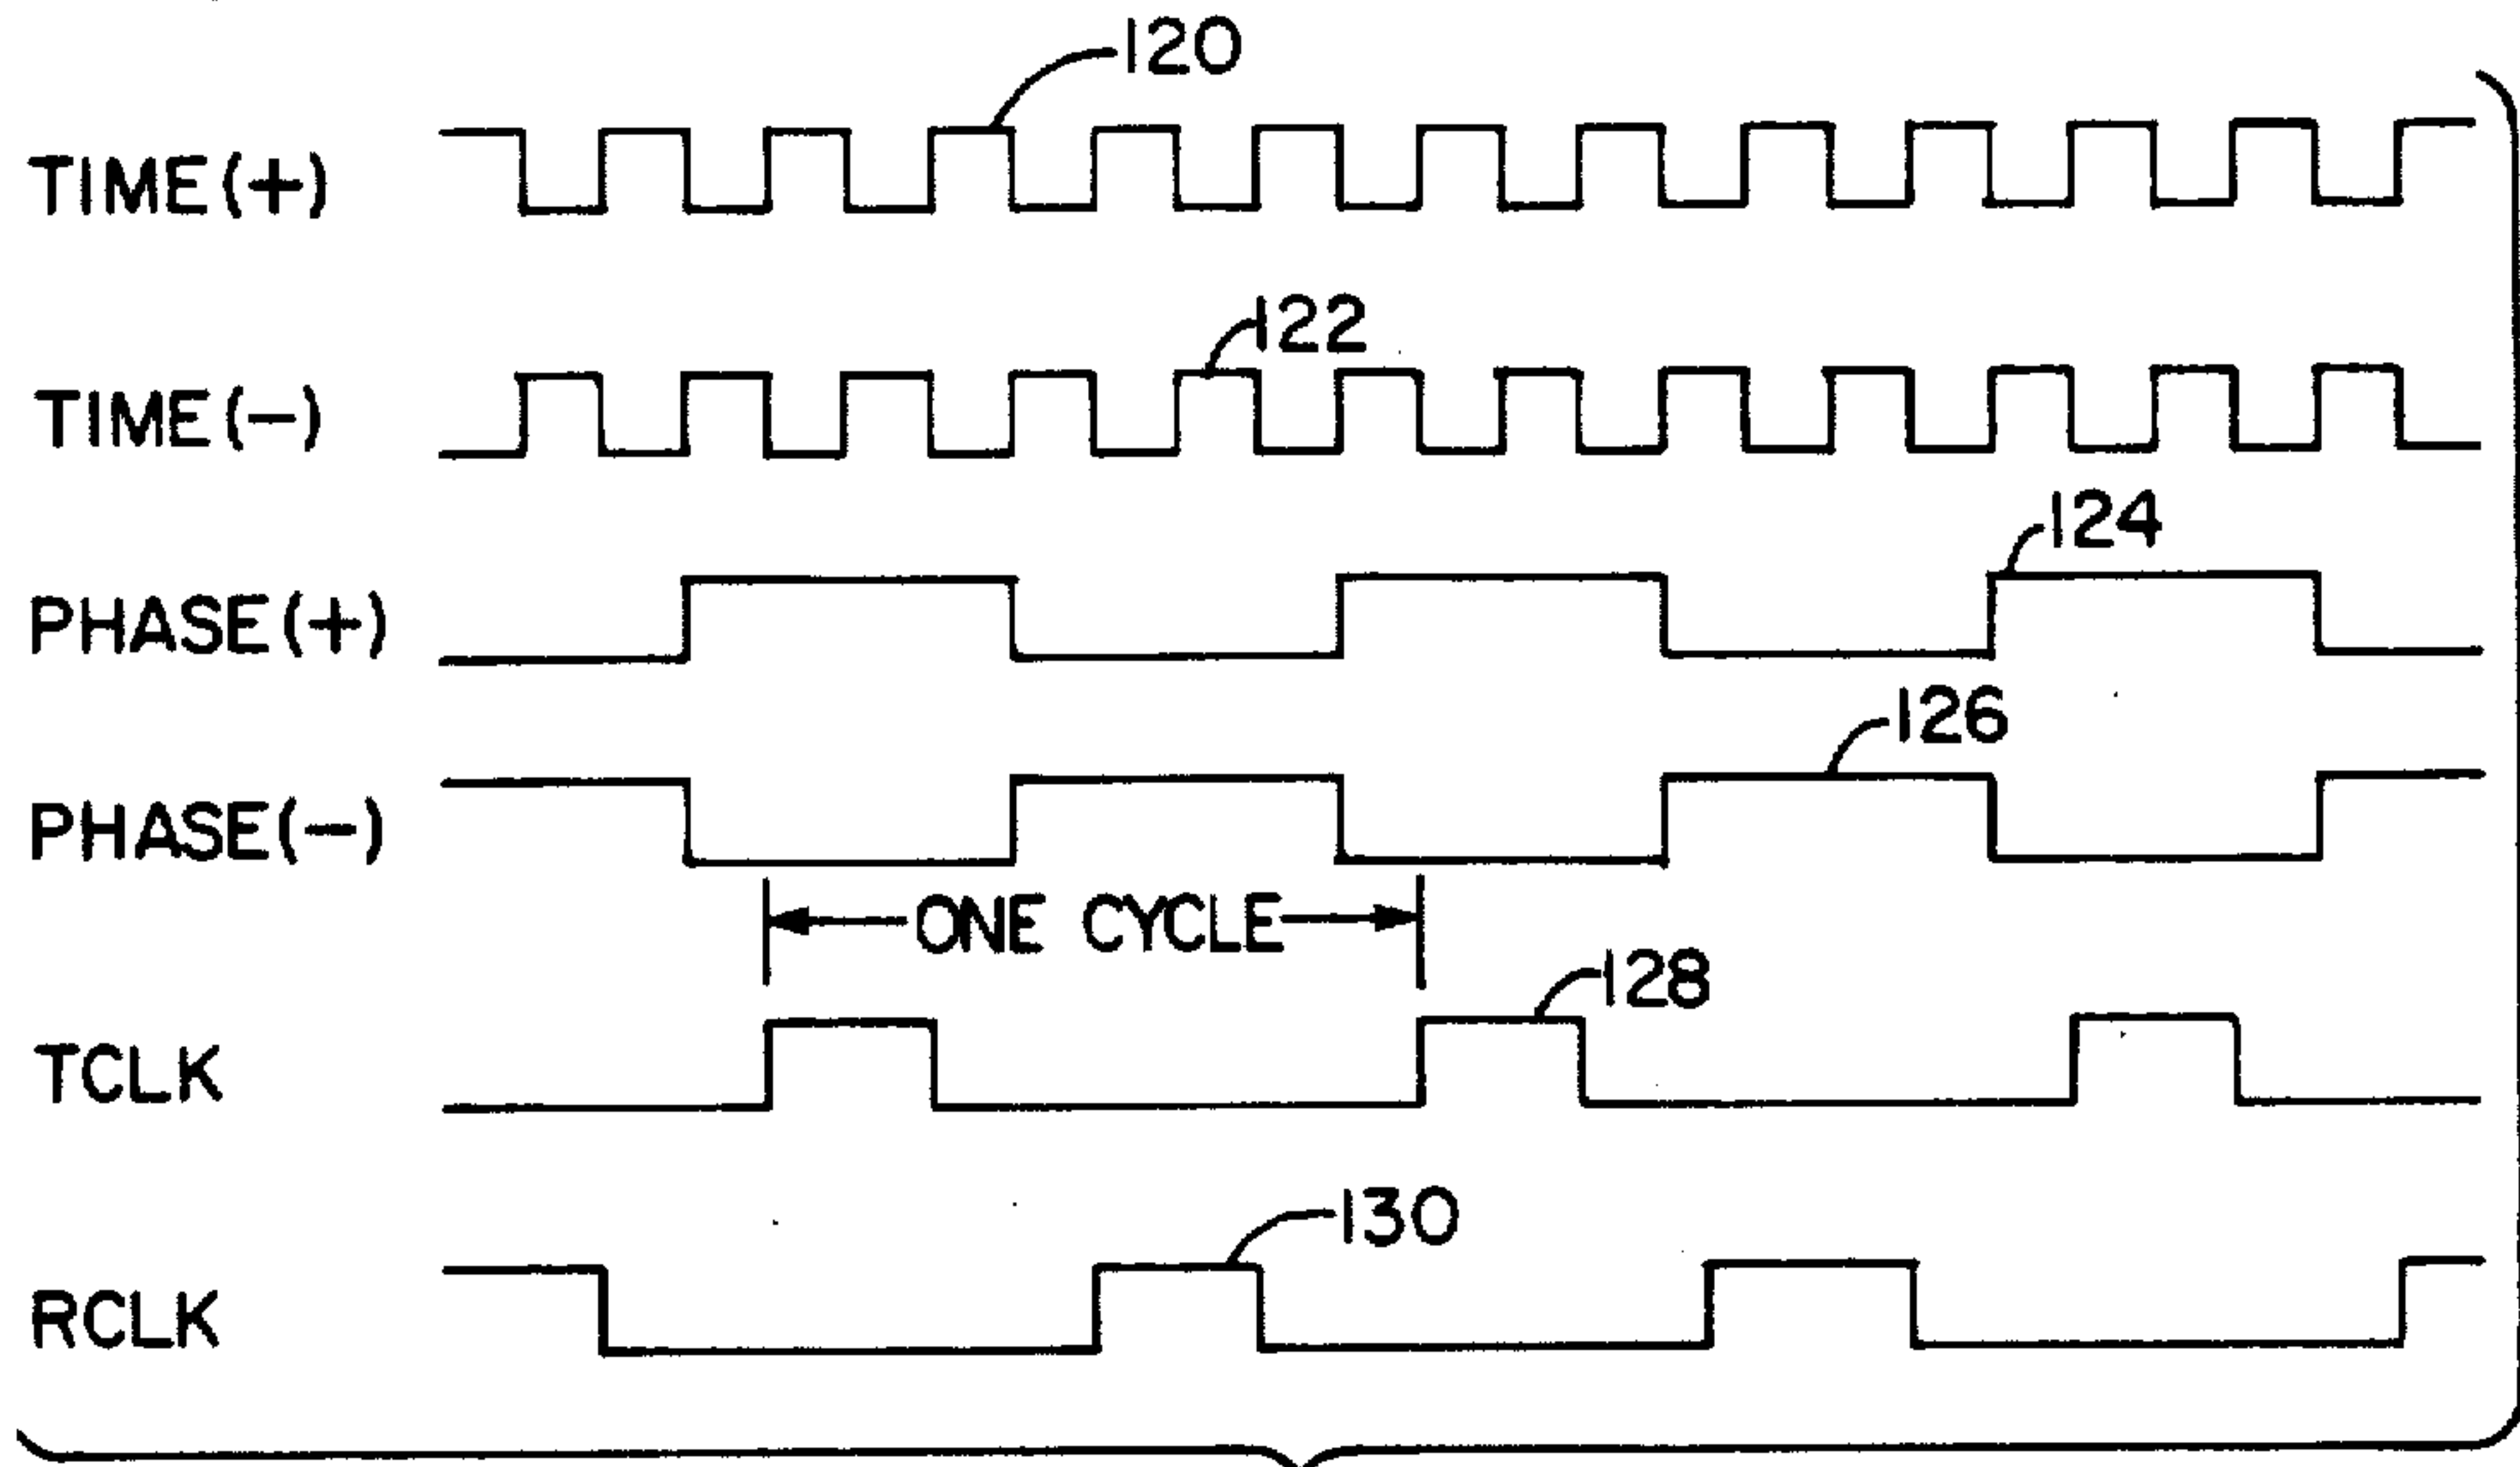 120
TIME(+)
122
TIME(-)
124
PHASE(+)
126
PHASE(-)
ONE CYCLE
128
TCLK
130
RCLK